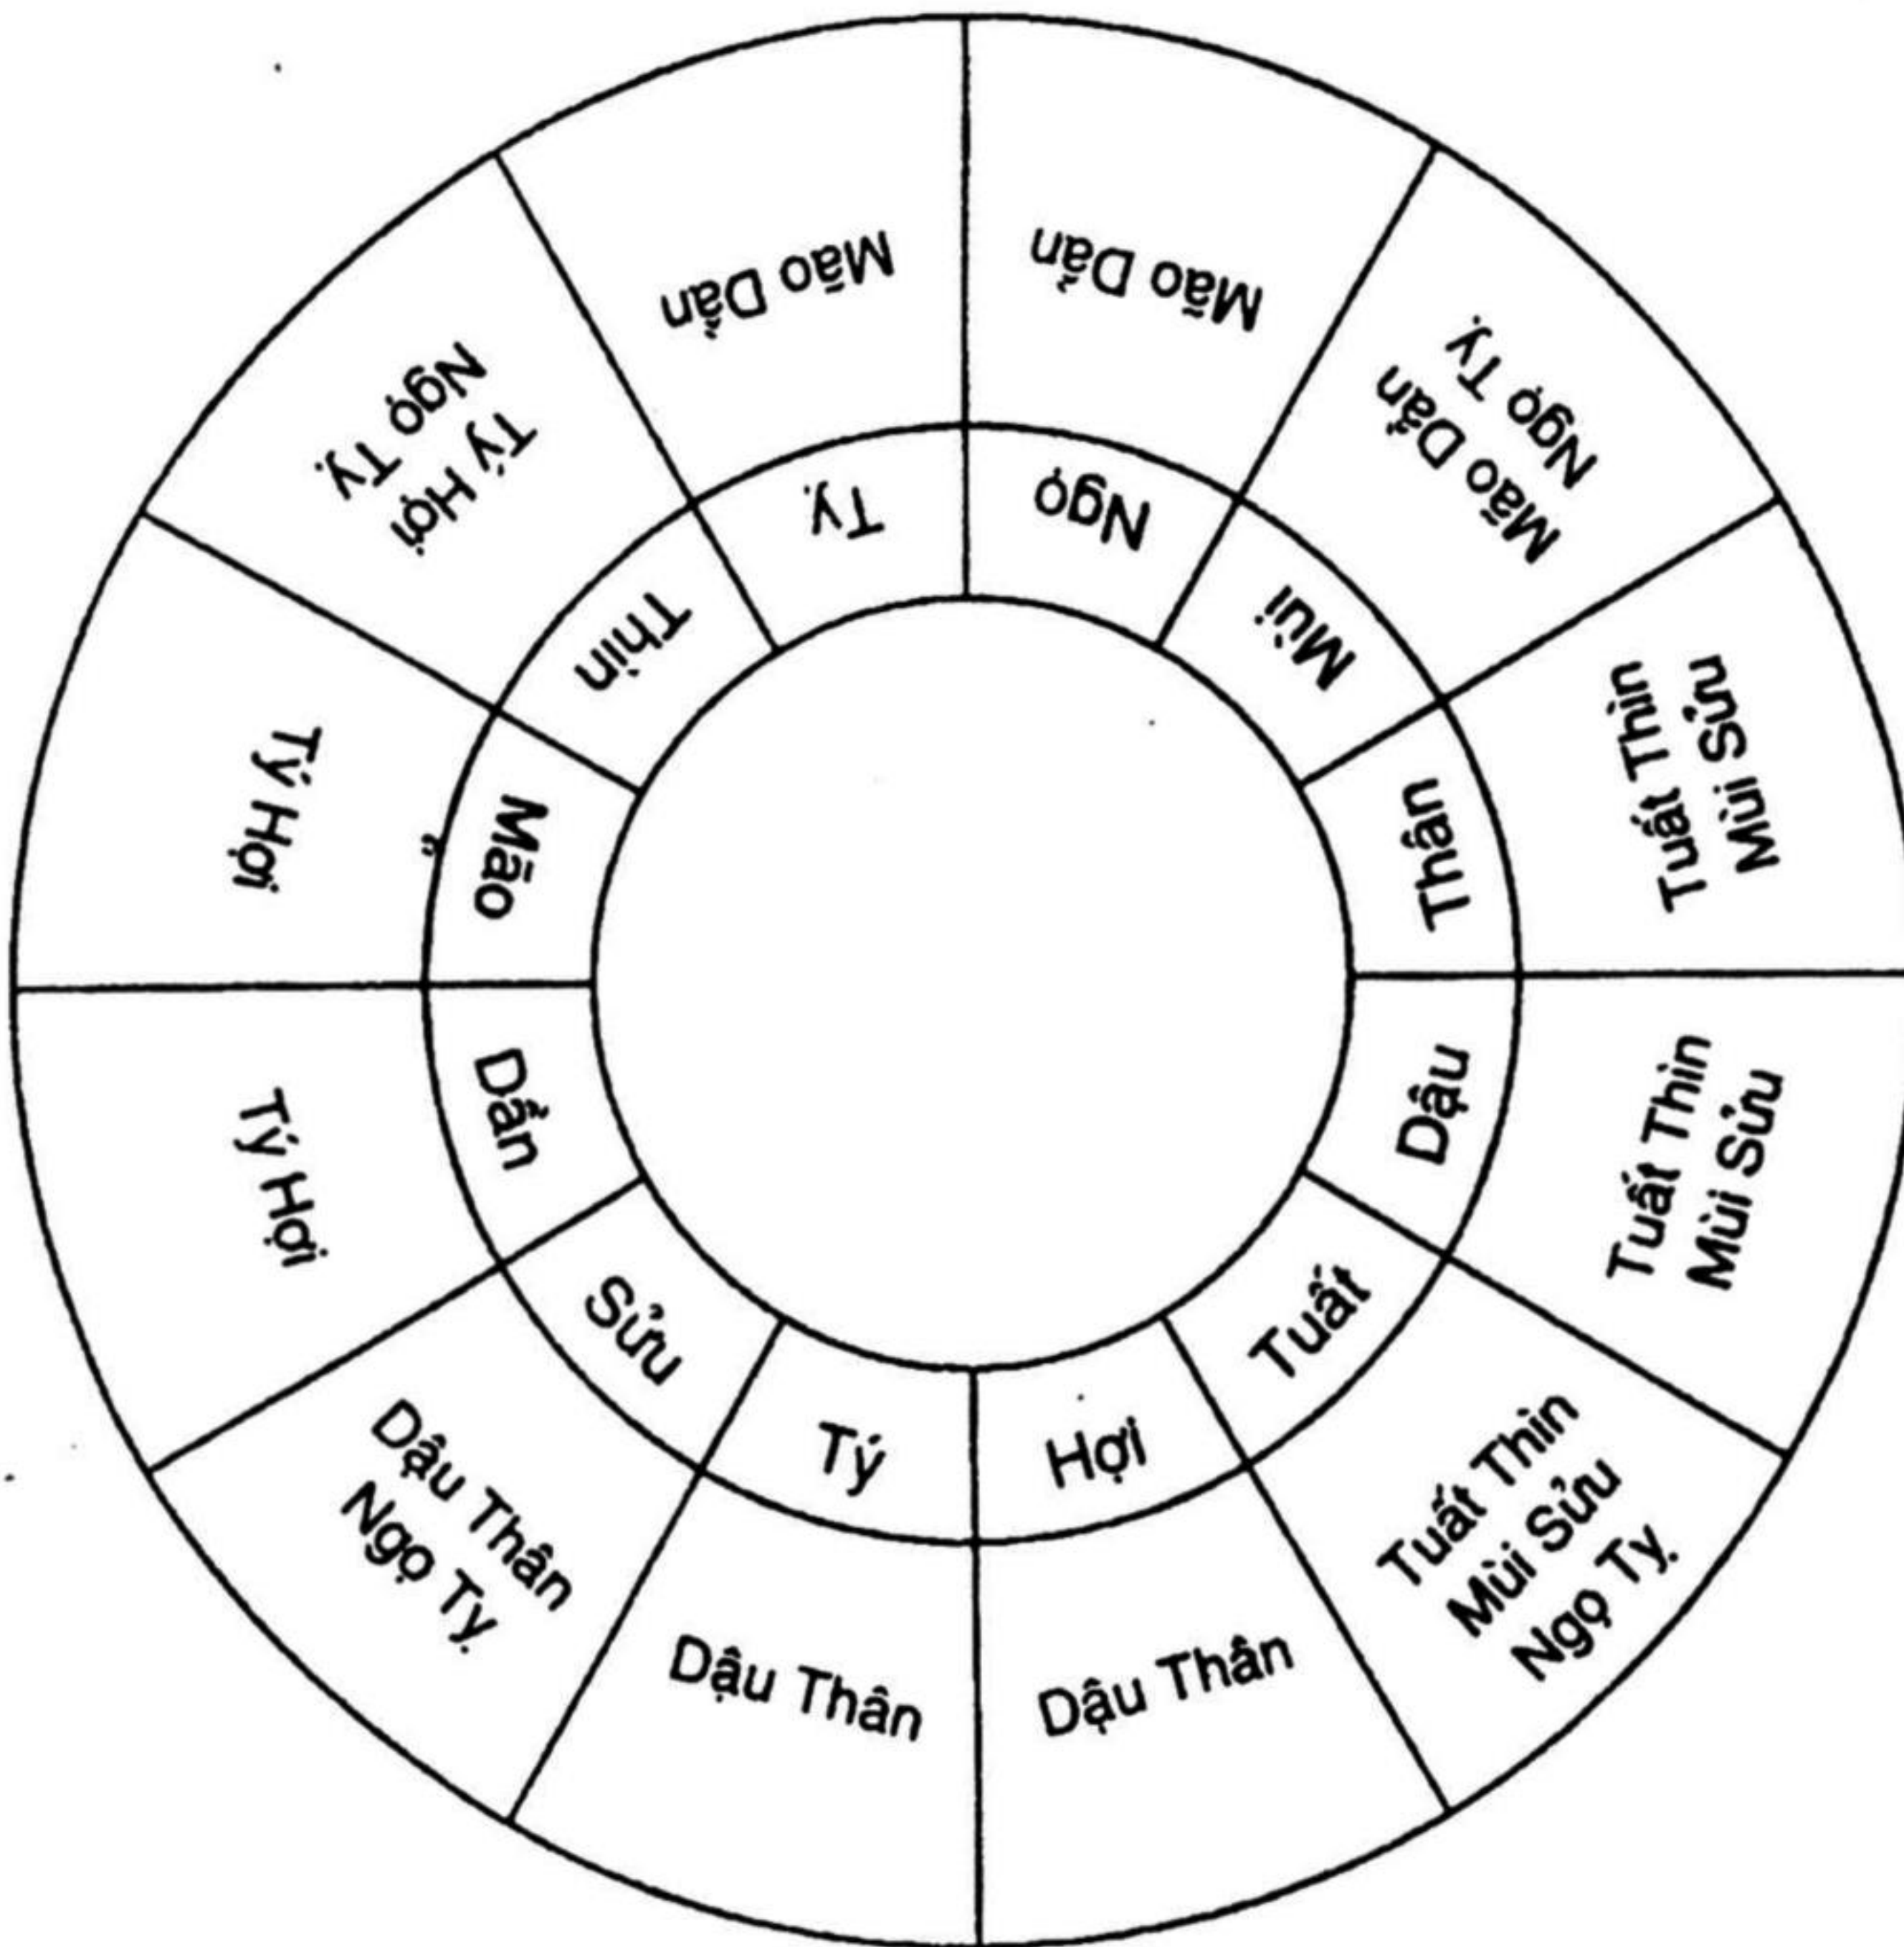 Mão Dần
Mão Dần
Mão Dần
Ngọ Tỵ
Tuất Thìn
Mùi Sửu
Tuất Thìn
Mùi Sửu
Tuất Thìn
Mùi Sửu
Ngọ Tỵ
Dậu Thân
Dậu Thân
Dậu Thân
Ngọ Tỵ
Tý Hợi
Tý Hợi
Tý Hợi
Ngọ Tỵ
Tỵ
Ngọ
Mùi
Thân
Dậu
Tuất
Hợi
Tý
Sửu
Dần
Mão
Thìn